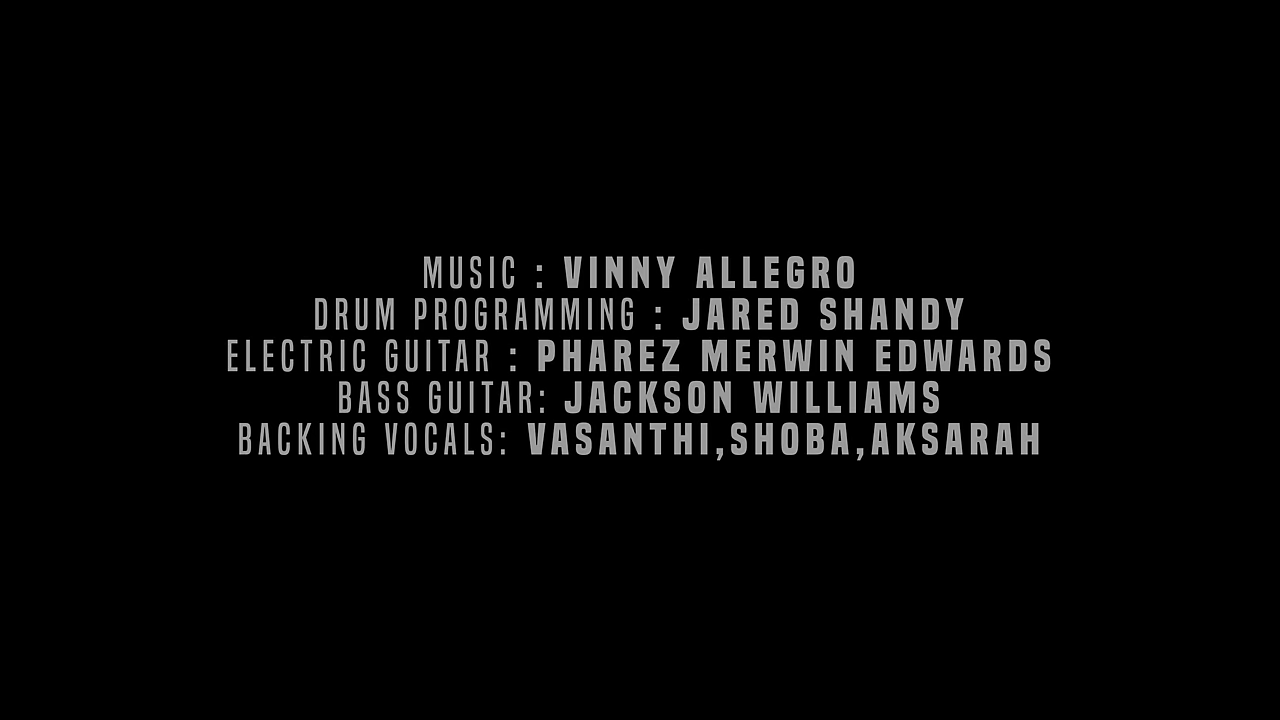 MUSIC : VINNY ALLEGRO
DRUM PROGRAMMING : JARED SHANDY
ELECTRIC GUITAR : PHAREZ MERWIN EDWARDS
BASS GUITAR: JACKSON WILLIAMS
BACKING VOCALS: VASANTHI,SHOBA,AKSARAH